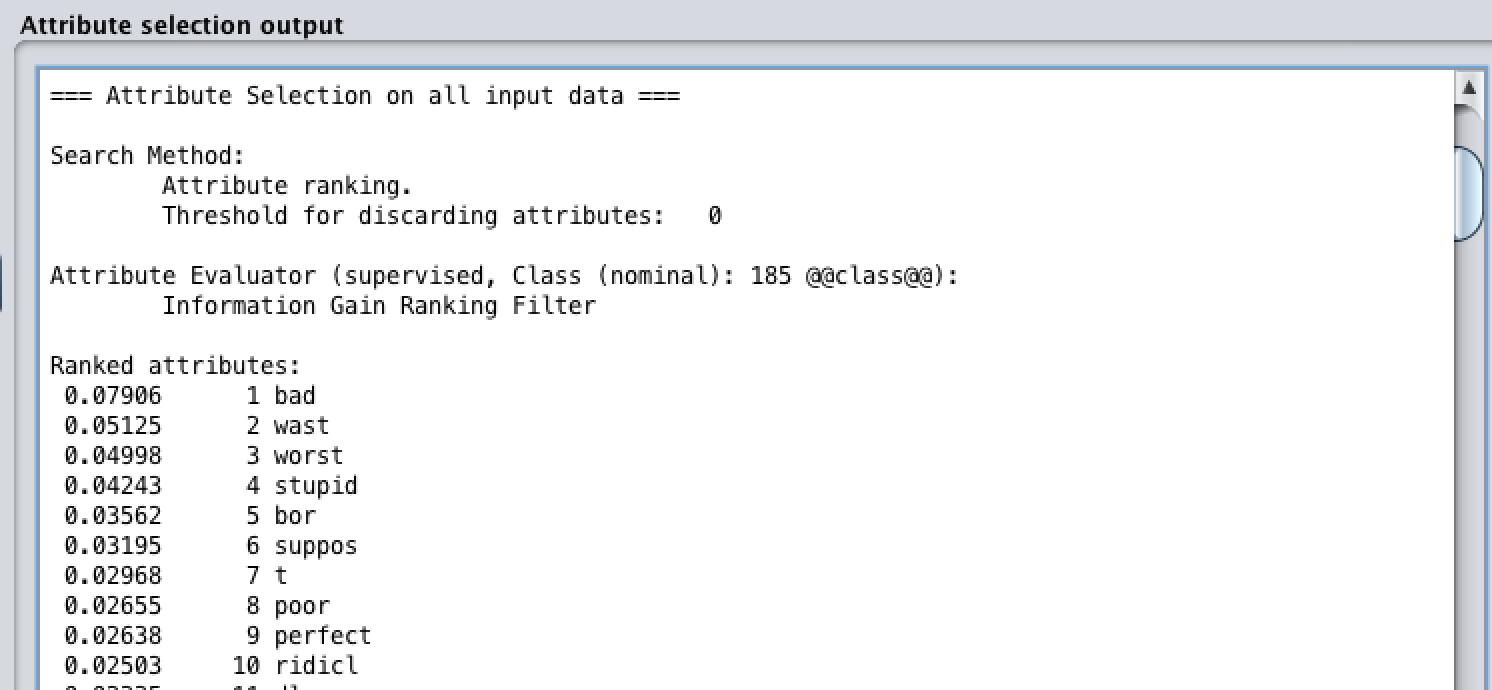 Attribute selection output
=== Attribute Selection on all input data ===
Search Method:
Attribute ranking.
Threshold for discarding attributes: 0
Attribute Evaluator (supervised, Class (nominal): 185 @@class@@):
Information Gain Ranking Filter
Ranked attributes:
0.07906 1 bad
0.05125 2 wast
0.04998 3 worst
0.04243 4 stupid
0.03562 5 bor
0.03195 6 suppos
0.02968 7 t
0.02655 8 poor
0.02638 9 perfect
0.02503 10 ridicl